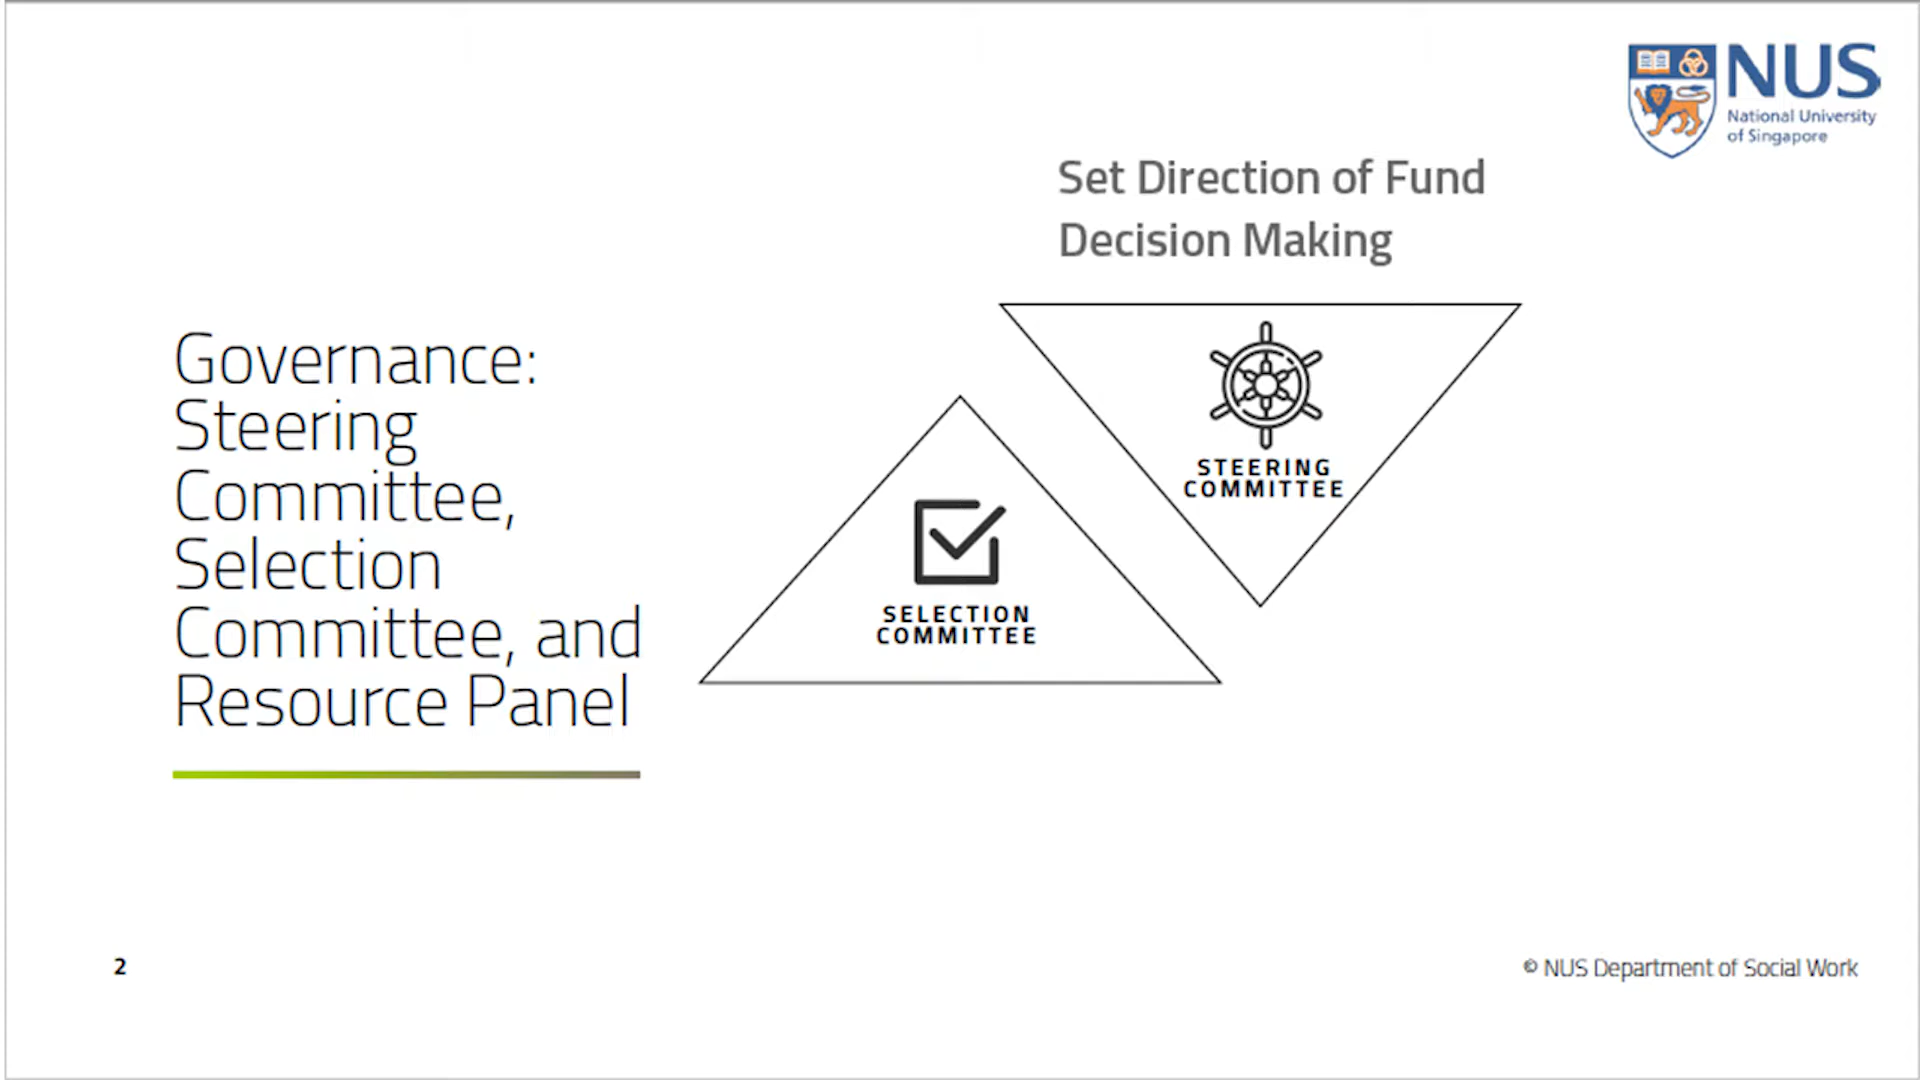 NUS
National University
of Singapore
Set Direction of Fund
Decision Making
Governance:
Steering
Committee,
Selection
Committee, and
Resource Panel
STEERING
COMMITTEE
SELECTION
COMMITTEE
2
© NUS Department of Social Work